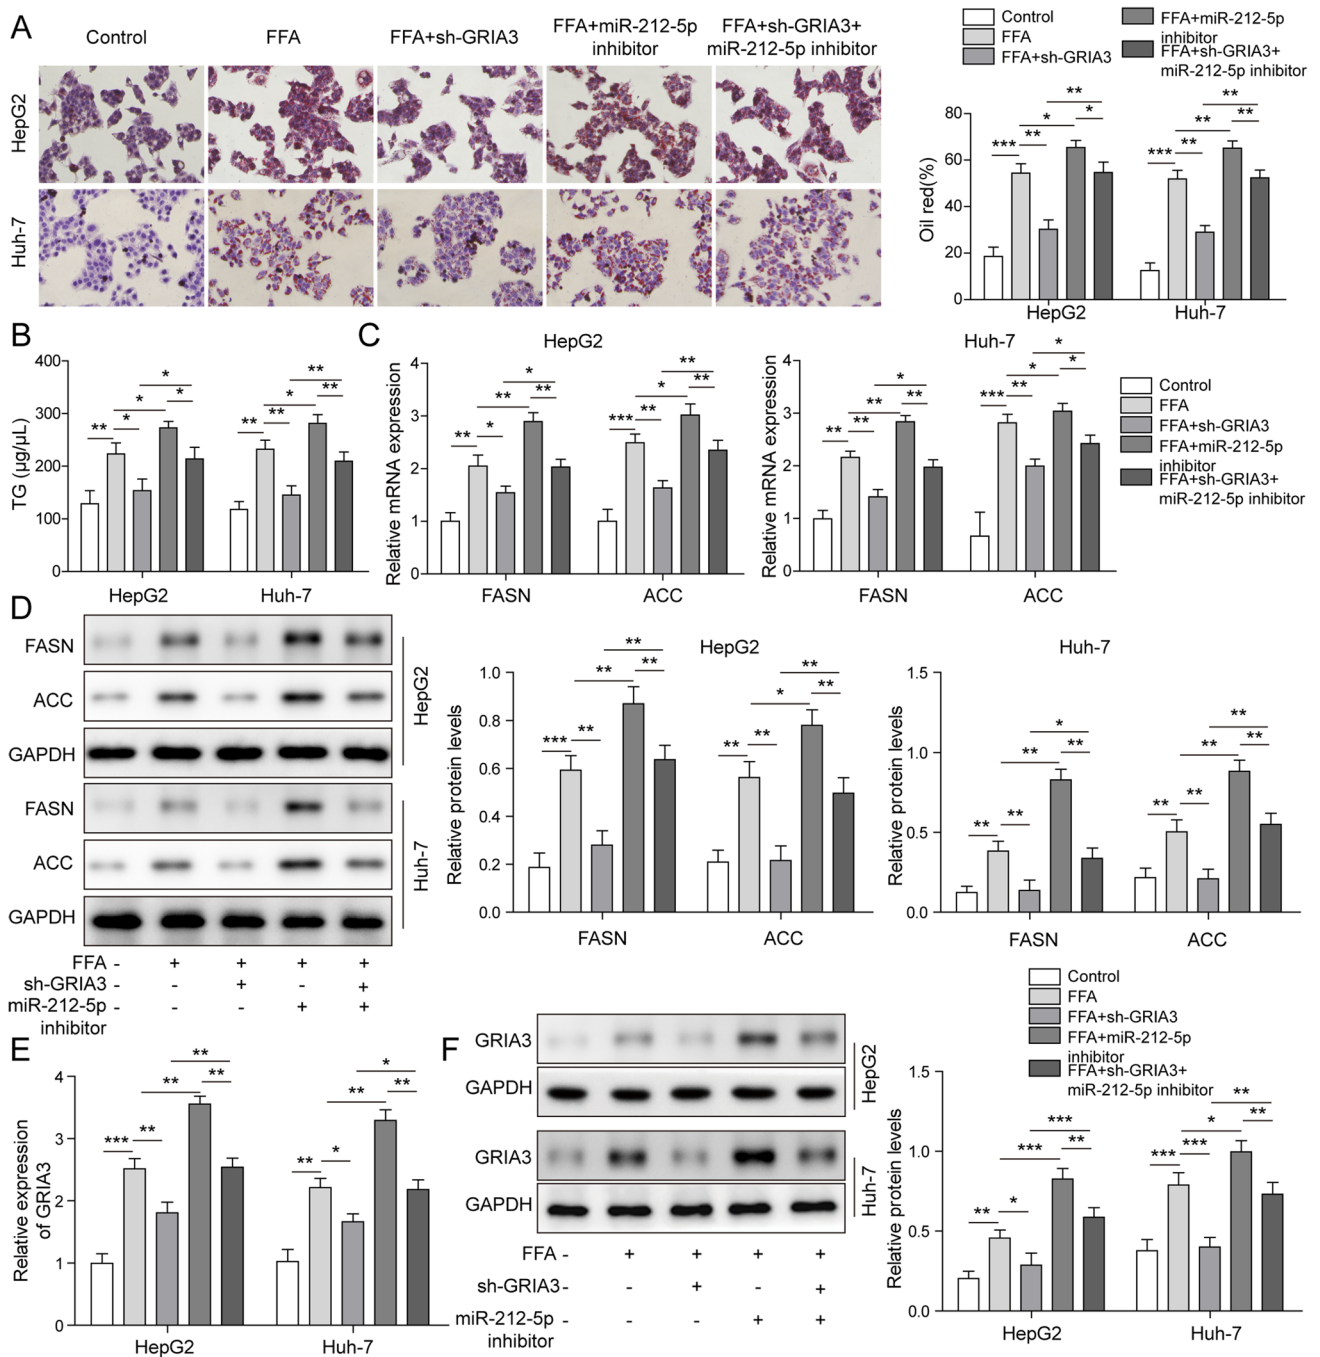 A
Control
FFA
FFA+sh-GRIA3
FFA+miR-212-5p
inhibitor
FFA+sh-GRIA3+
miR-212-5p inhibitor
HepG2
Huh-7
Control
FFA
FFA+sh-GRIA3
FFA+miR-212-5p
inhibitor
FFA+sh-GRIA3+
miR-212-5p inhibitor
Oil red(%)
80
60
40
20
0
*** ** * ** *
*** ** ** ** **
HepG2 Huh-7
B
TG (µg/µL)
400
300
200
100
0
** * * * *
** ** * ** **
HepG2 Huh-7
C
HepG2
Relative mRNA expression
4
3
2
1
0
** * ** * **
*** ** * ** **
FASN ACC
Huh-7
Relative mRNA expression
4
3
2
1
0
** ** ** * **
*** ** * * *
FASN ACC
Control
FFA
FFA+sh-GRIA3
FFA+miR-212-5p
inhibitor
FFA+sh-GRIA3+
miR-212-5p inhibitor
D
FASN
ACC
GAPDH
HepG2
FASN
ACC
GAPDH
Huh-7
FFA - + + + +
sh-GRIA3 - - + - +
miR-212-5p - - - + +
inhibitor
HepG2
Relative protein levels
1.0
0.8
0.6
0.4
0.2
0.0
*** ** ** ** **
** ** * ** **
FASN ACC
Huh-7
Relative protein levels
1.5
1.0
0.5
0.0
** ** ** * **
** ** ** ** **
FASN ACC
E
Relative expression
of GRIA3
4
3
2
1
0
*** ** ** ** **
** * ** * **
HepG2 Huh-7
F
GRIA3
GAPDH
HepG2
GRIA3
GAPDH
Huh-7
FFA - + + + +
sh-GRIA3 - - + - +
miR-212-5p - - - + +
inhibitor
Control
FFA
FFA+sh-GRIA3
FFA+miR-212-5p
inhibitor
FFA+sh-GRIA3+
miR-212-5p inhibitor
Relative protein levels
1.5
1.0
0.5
0.0
** * *** *** **
*** *** * ** **
HepG2 Huh-7